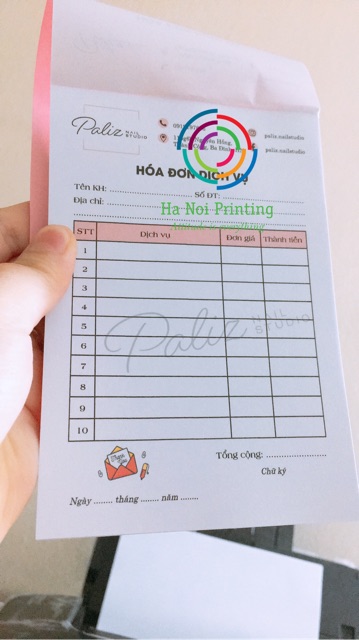 Paliz NAIL STUDIO
paliz.nailstudio
paliz.nailstudio
HÓA ĐƠN DỊCH VỤ
Tên KH: Số ĐT:
Địa chỉ:
Ha Noi Printing
STT Dịch vụ Đơn giá Thành tiền
1
2
3
4
5
Paliz NAIL STUDIO
6
7
8
9
10
Tổng cộng:
Chữ ký
Ngày ........ tháng ........ năm ........